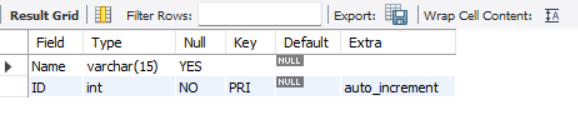 Result Grid Filter Rows: Export: Wrap Cell Content: IA
Field Type Null Key Default Extra
Name varchar(15) YES NULL
ID int NO PRI NULL auto_increment